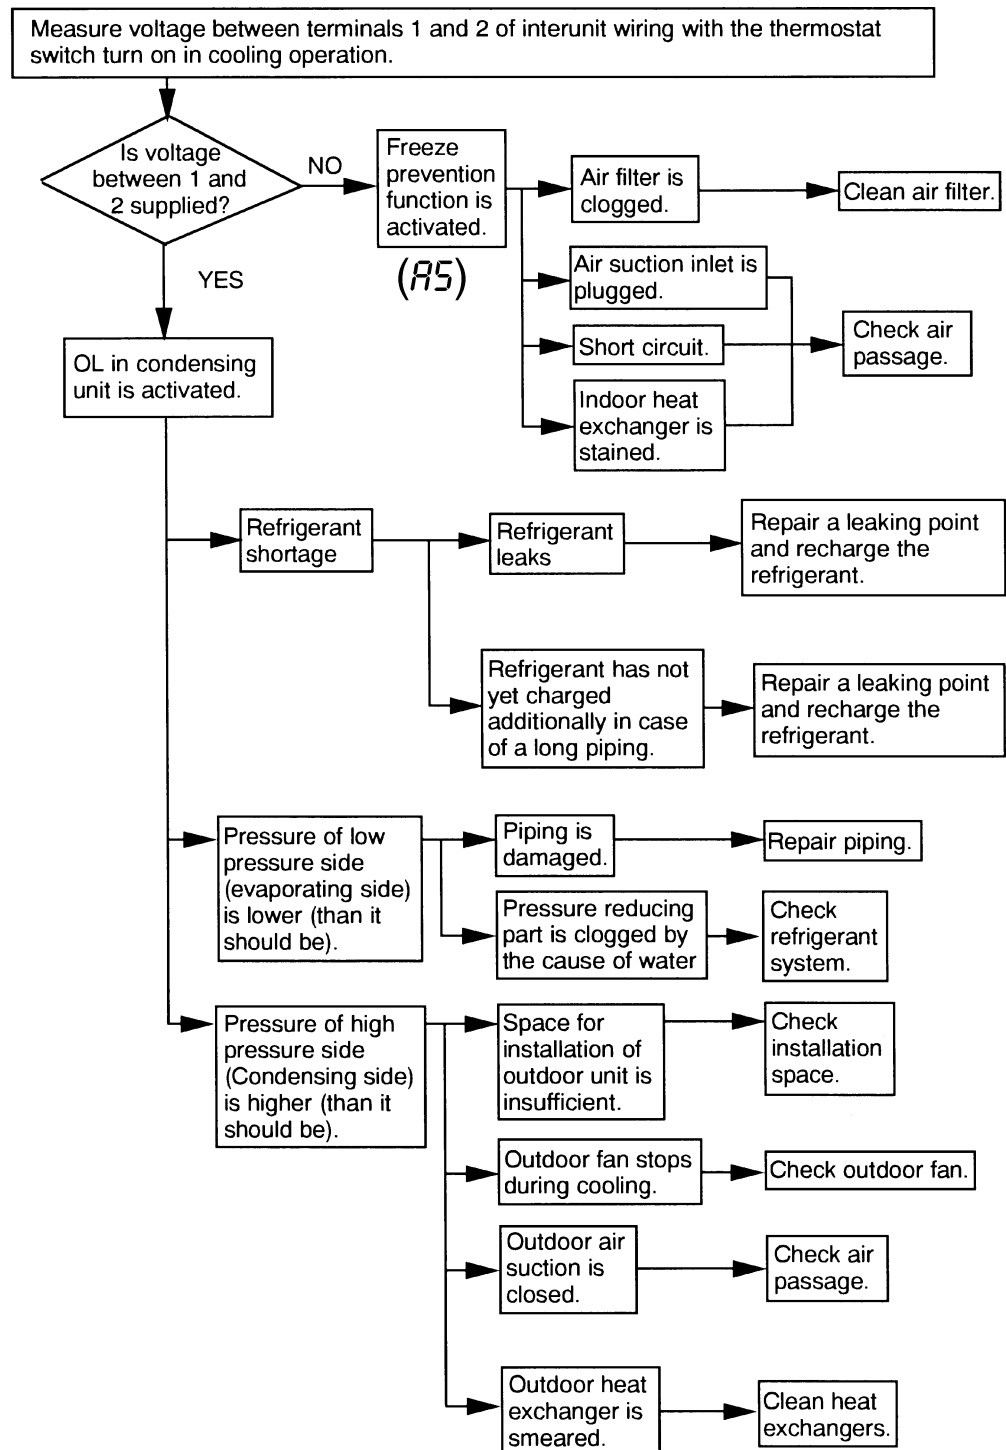 Measure voltage between terminals 1 and 2 of interunit wiring with the thermostat
switch turn on in cooling operation.
Is voltage
between 1 and
2 supplied?
NO
Freeze
prevention
function is
activated.
(A5)
Air filter is
clogged.
Clean air filter.
Air suction inlet is
plugged.
Short circuit.
Indoor heat
exchanger is
stained.
Check air
passage.
YES
OL in condensing
unit is activated.
Refrigerant
shortage
Refrigerant
leaks
Repair a leaking point
and recharge the
refrigerant.
Refrigerant has not
yet charged
additionally in case
of a long piping.
Repair a leaking point
and recharge the
refrigerant.
Pressure of low
pressure side
(evaporating side)
is lower (than it
should be).
Piping is
damaged.
Repair piping.
Pressure reducing
part is clogged by
the cause of water
Check
refrigerant
system.
Pressure of high
pressure side
(Condensing side)
is higher (than it
should be).
Space for
installation of
outdoor unit is
insufficient.
Check
installation
space.
Outdoor fan stops
during cooling.
Check outdoor fan.
Outdoor air
suction is
closed.
Check air
passage.
Outdoor heat
exchanger is
smeared.
Clean heat
exchangers.